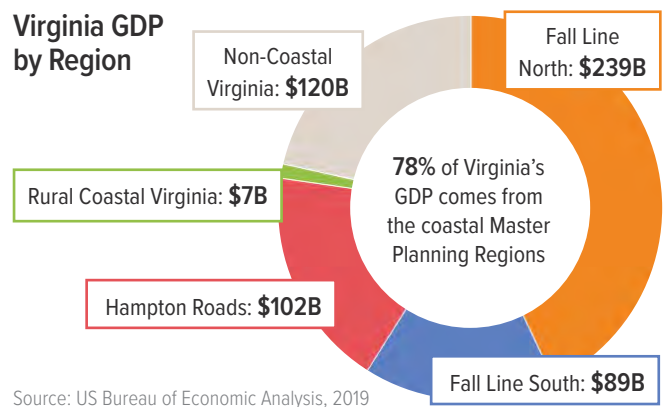 Virginia GDP
by Region
Non-Coastal
Virginia: $120B
Fall Line
North: $239B
78% of Virginia's
GDP comes from
the coastal Master
Planning Regions
Rural Coastal Virginia: $7B
Hampton Roads: $102B
Fall Line South: $89B
Source: US Bureau of Economic Analysis, 2019